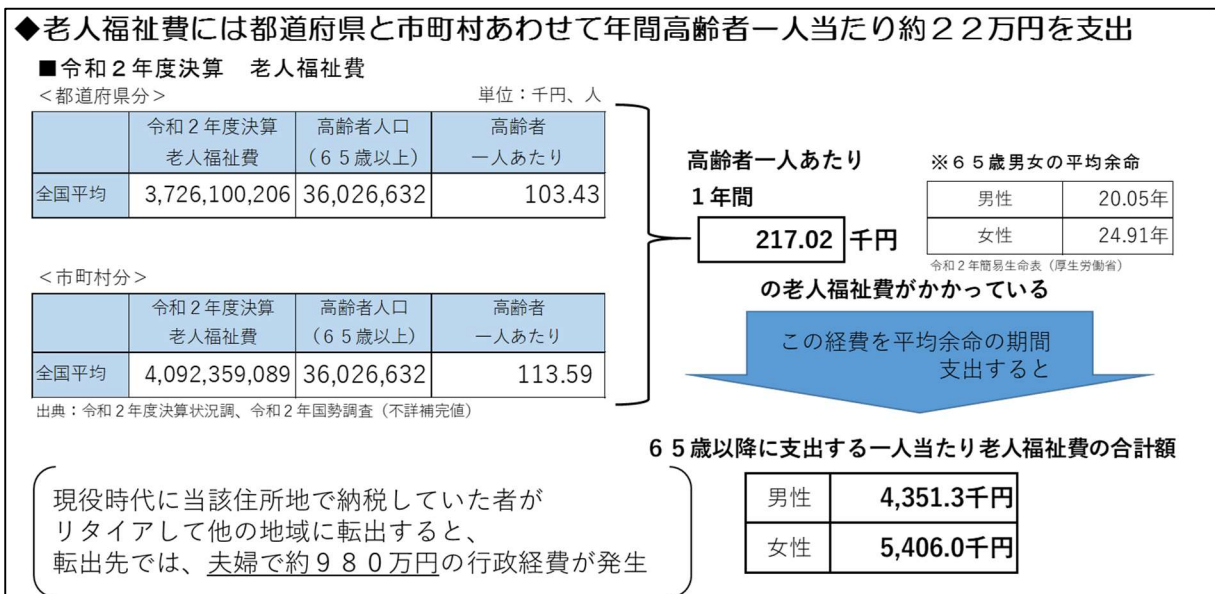 ◆老人福祉費には都道府県と市町村あわせて年間高齢者一人当たり約２２万円を支出
■令和２年度決算　老人福祉費
＜都道府県分＞　単位：千円、人
令和２年度決算　高齢者人口　高齢者
老人福祉費　（６５歳以上）　一人あたり
全国平均　3,726,100,206　36,026,632　103.43
＜市町村分＞
令和２年度決算　高齢者人口　高齢者
老人福祉費　（６５歳以上）　一人あたり
全国平均　4,092,359,089　36,026,632　113.59
出典：令和２年度決算状況調、令和２年国勢調査（不詳補完値）
高齢者一人あたり
１年間
217.02　千円
※６５歳男女の平均余命
男性　20.05年
女性　24.91年
令和２年簡易生命表（厚生労働省）
の老人福祉費がかかっている
この経費を平均余命の期間
支出すると
６５歳以降に支出する一人当たり老人福祉費の合計額
男性　4,351.3千円
女性　5,406.0千円
現役時代に当該住所地で納税していた者が
リタイアして他の地域に転出すると、
転出先では、夫婦で約９８０万円の行政経費が発生